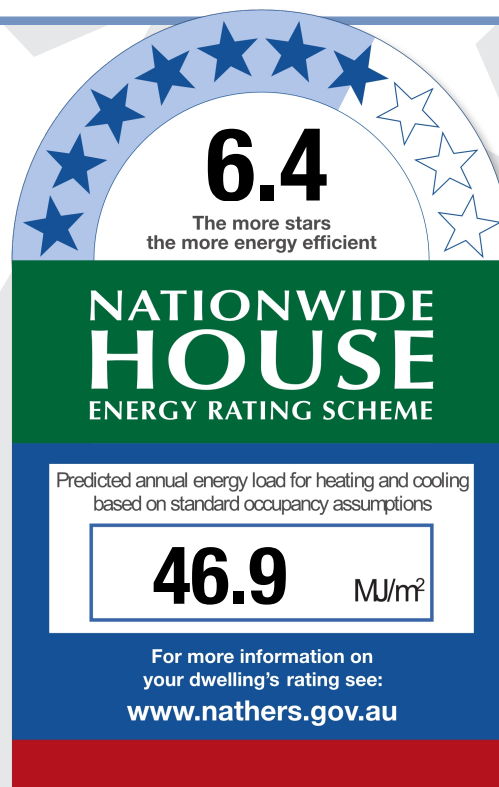 6.4
The more stars
the more energy efficient
NATIONWIDE
HOUSE
ENERGY RATING SCHEME
Predicted annual energy load for heating and cooling
based on standard occupancy assumptions
46.9 MJ/m²
For more information on
your dwelling's rating see:
www.nathers.gov.au